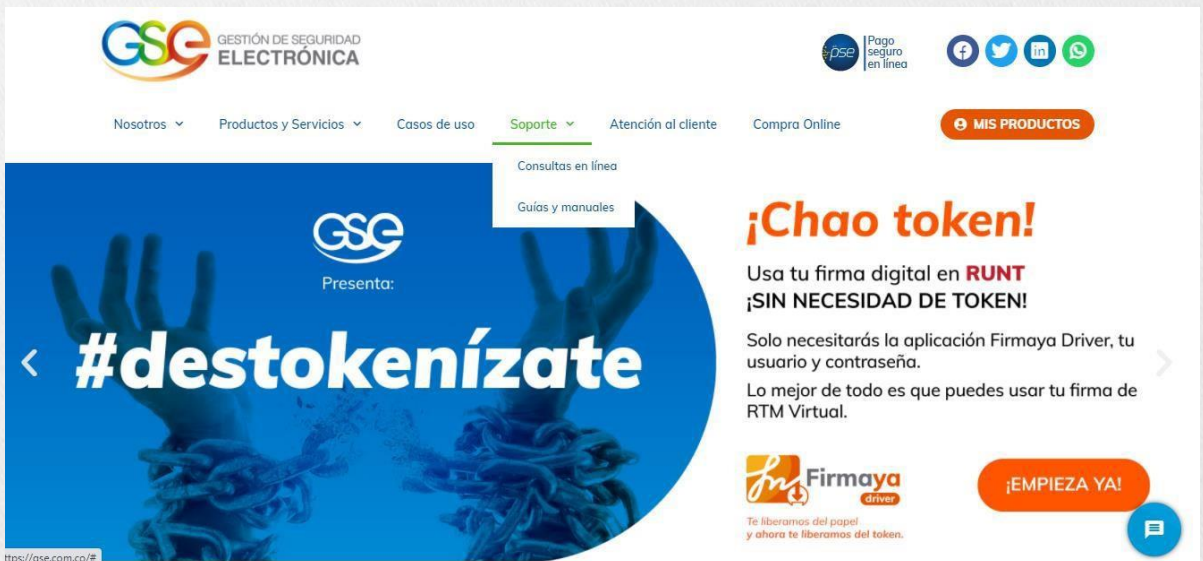 GSE GESTIÓN DE SEGURIDAD
ELECTRÓNICA
pse Pago
seguro
en línea
Nosotros Productos y Servicios Casos de uso Soporte Atención al cliente Compra Online MIS PRODUCTOS
Consultas en línea
Guías y manuales
GSE
Presenta:
#destokenízate
¡Chao token!
Usa tu firma digital en RUNT
¡SIN NECESIDAD DE TOKEN!
Solo necesitarás la aplicación Firmaya Driver, tu
usuario y contraseña.
Lo mejor de todo es que puedes usar tu firma de
RTM Virtual.
Firmaya
driver
Te liberamos del papel
y ahora te liberamos del token.
¡EMPIEZA YA!
ttps://gse.com.co/#